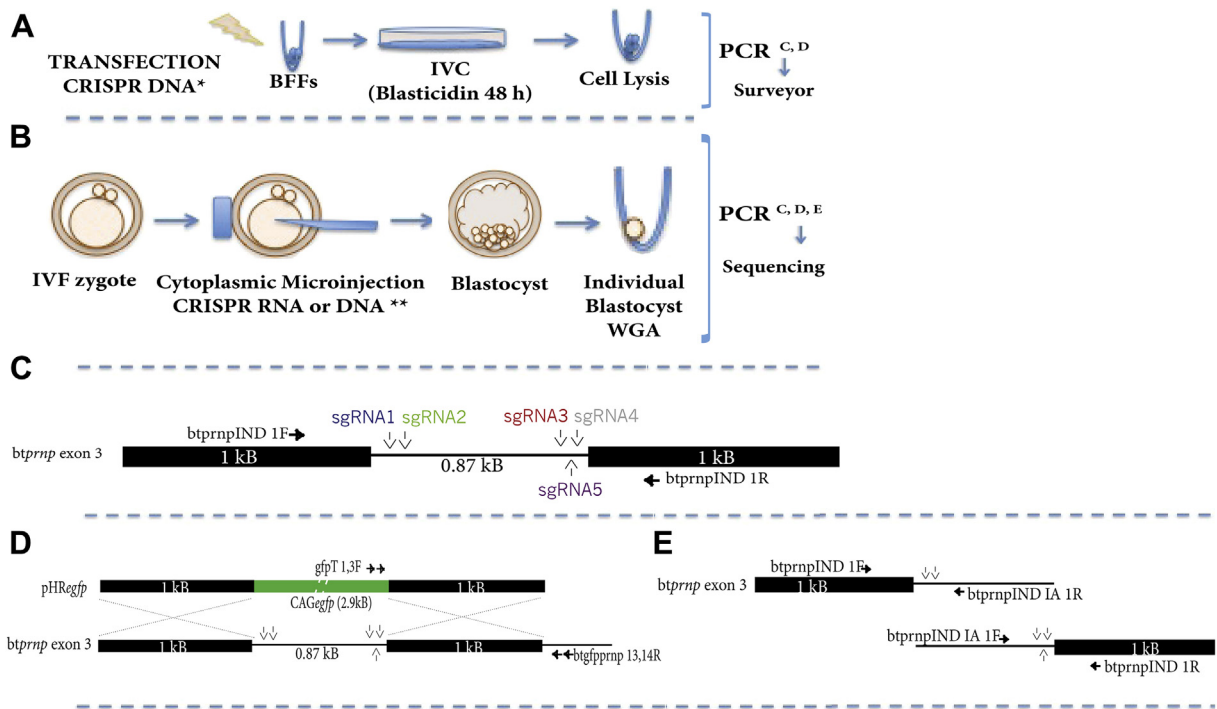 A
TRANSFECTION
CRISPR DNA*
BFFs
IVC
(Blasticidin 48 h)
Cell Lysis
PCR C, D
Surveyor
B
IVF zygote
Cytoplasmic Microinjection
CRISPR RNA or DNA **
Blastocyst
Individual
Blastocyst
WGA
PCR C, D, E
Sequencing
C
sgRNA1 sgRNA2 sgRNA3 sgRNA4
btprnpIND 1F
btprnp exon 3
1 kB
0.87 kB
1 kB
btprnpIND 1R
sgRNA5
D
gfpT 1,3F
pHRegfp
1 kB
1 kB
CAGegfp (2.9kB)
btprnp exon 3
1 kB
0.87 kB
1 kB
btgfpprnp 13,14R
E
btprnpIND 1F
btprnp exon 3
1 kB
btprnpIND IA 1R
btprnpIND IA 1F
1 kB
btprnpIND 1R